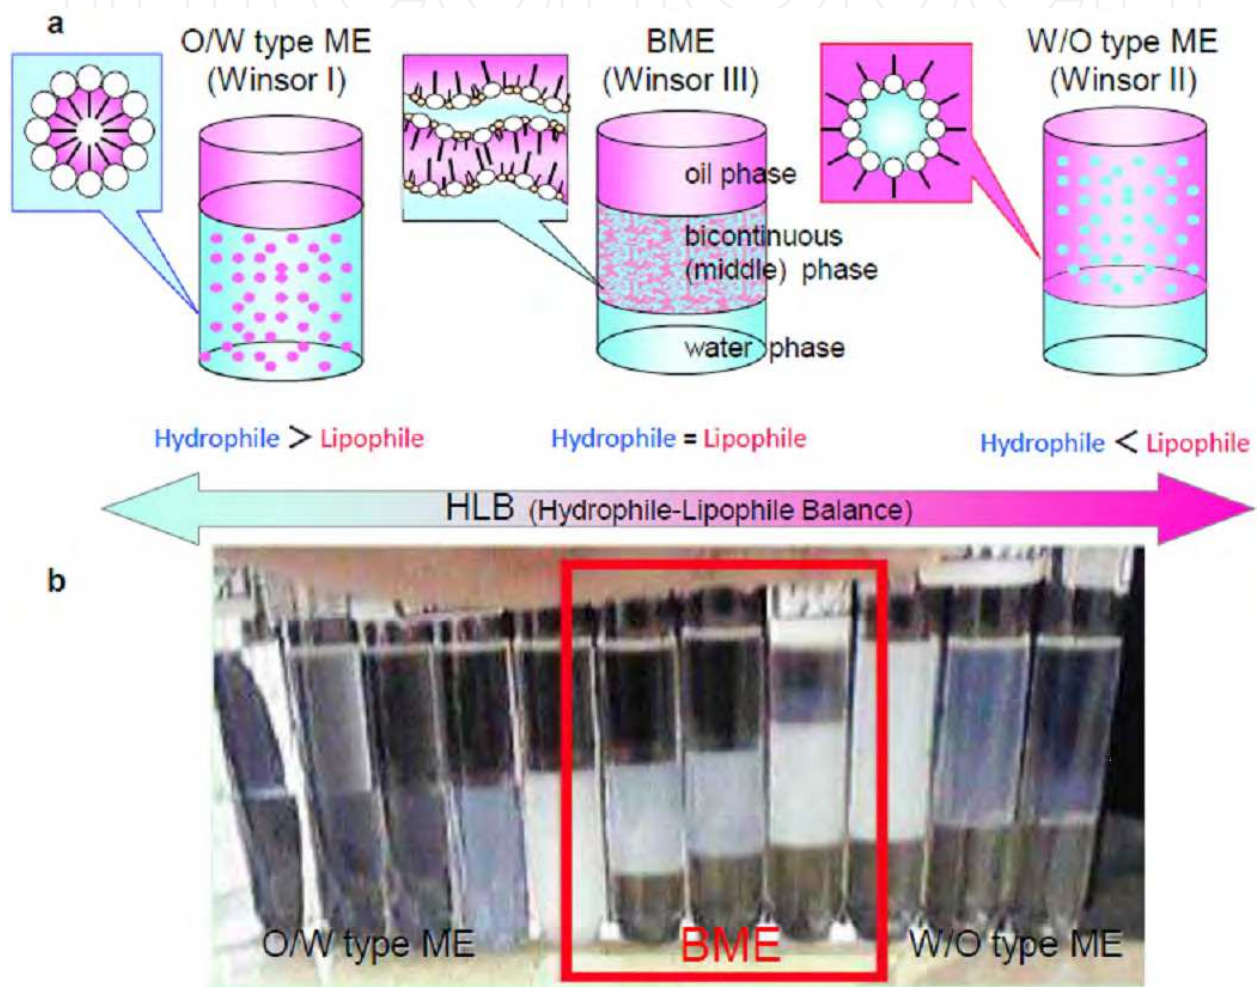 a
O/W type ME
(Winsor I)
BME
(Winsor III)
W/O type ME
(Winsor II)
oil phase
bicontinuous
(middle) phase
water phase
Hydrophile > Lipophile
Hydrophile = Lipophile
Hydrophile < Lipophile
HLB (Hydrophile-Lipophile Balance)
b
O/W type ME
BME
W/O type ME